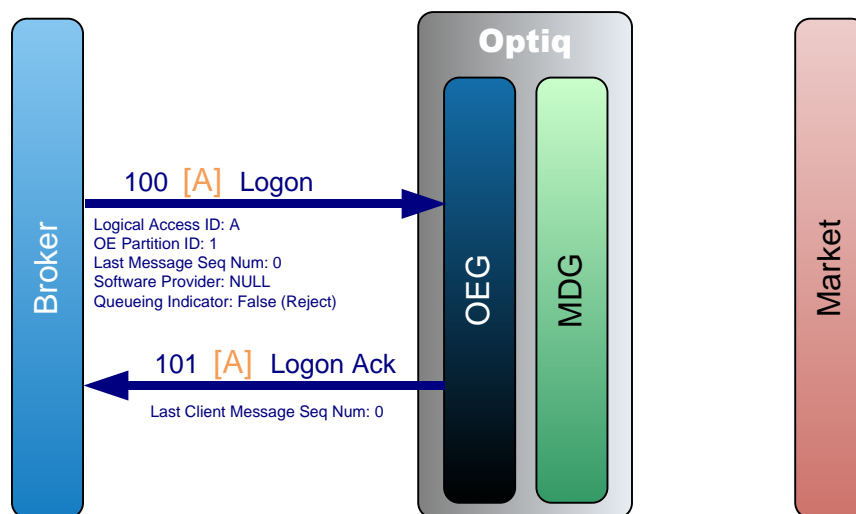 Optiq
Broker
100 [A] Logon
Logical Access ID: A
OE Partition ID: 1
Last Message Seq Num: 0
Software Provider: NULL
Queueing Indicator: False (Reject)
OEG
MDG
Market
101 [A] Logon Ack
Last Client Message Seq Num: 0